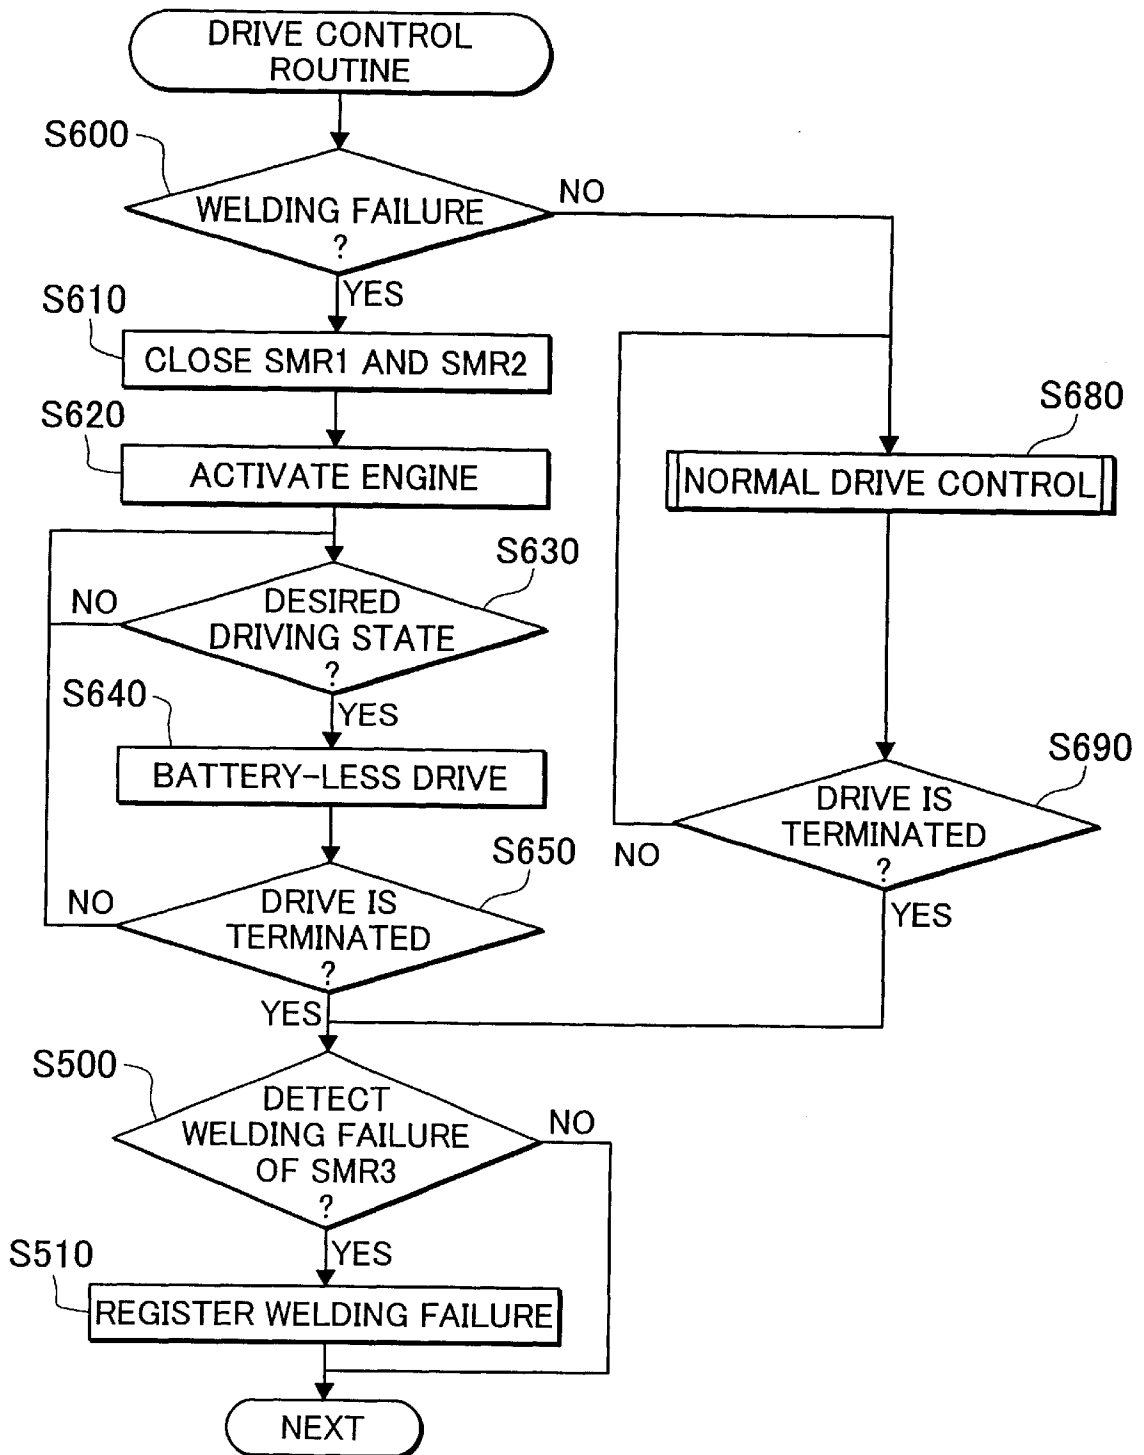 DRIVE CONTROL
ROUTINE
S600
WELDING FAILURE
?
NO
YES
S610
CLOSE SMR1 AND SMR2
S620
ACTIVATE ENGINE
S680
NORMAL DRIVE CONTROL
S630
NO
DESIRED
DRIVING STATE
?
YES
S640
BATTERY-LESS DRIVE
S690
DRIVE IS
TERMINATED
?
NO
YES
S650
NO
DRIVE IS
TERMINATED
?
YES
S500
DETECT
WELDING FAILURE
OF SMR3
?
NO
YES
S510
REGISTER WELDING FAILURE
NEXT